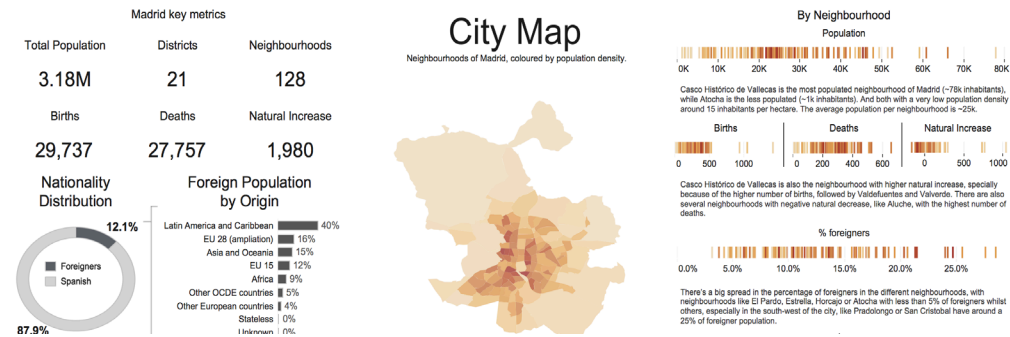 Madrid key metrics
Total Population
Districts
Neighbourhoods
3.18M
21
128
Births
Deaths
Natural Increase
29,737
27,757
1,980
Nationality
Distribution
12.1%
Foreigners
Spanish
87.9%
Foreign Population
by Origin
Latin America and Caribbean 40%
EU 28 (ampliation) 16%
Asia and Oceania 15%
EU 15 12%
Africa 9%
Other OCDE countries 5%
Other European countries 4%
Stateless 0%
Unknown 0%
City Map
Neighbourhoods of Madrid, coloured by population density.
By Neighbourhood
Population
0K 10K 20K 30K 40K 50K 60K 70K 80K
Casco Histórico de Vallecas is the most populated neighbourhood of Madrid (~78k inhabitants),
while Atocha is the less populated (~1k inhabitants). And both with a very low population density
around 15 inhabitants per hectare. The average population per neighbourhood is ~25k.
Births
Deaths
Natural Increase
0 500 1000
0 200 400 600
0 500 1000
Casco Histórico de Vallecas is also the neighbourhood with higher natural increase, specially
because of the higher number of births, followed by Valdefuentes and Valverde. There are also
several neighbourhoods with negative natural decrease, like Aluche, with the highest number of
deaths.
% foreigners
0.0% 5.0% 10.0% 15.0% 20.0% 25.0%
There's a big spread in the percentage of foreigners in the different neighbourhoods, with
neighbourhoods like El Pardo, Estrella, Horcajo or Atocha with less than 5% of foreigners whilst
others, especially in the south-west of the city, like Pradolongo or San Cristobal have around a
25% of foreigner population.